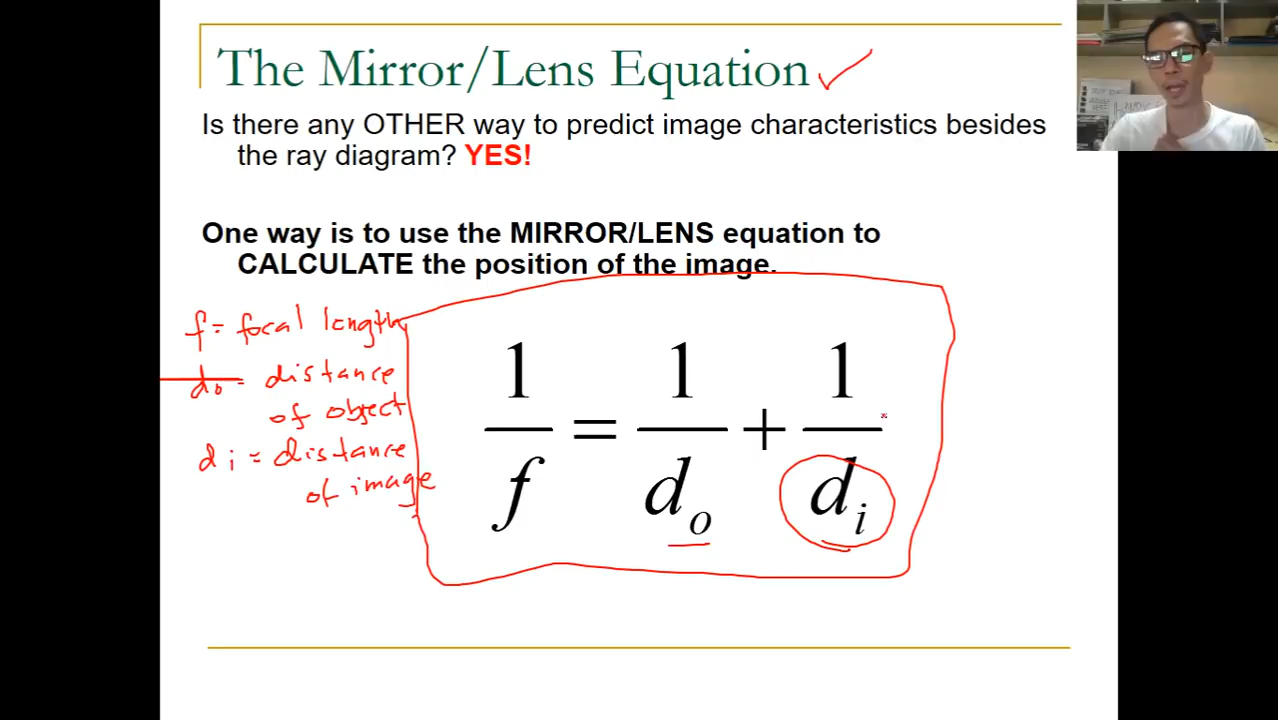 The Mirror/Lens Equation
Is there any OTHER way to predict image characteristics besides
the ray diagram? YES!
One way is to use the MIRROR/LENS equation to
CALCULATE the position of the image.
f = focal length
do = distance
of object
di = distance
of image
1/f = 1/do + 1/di